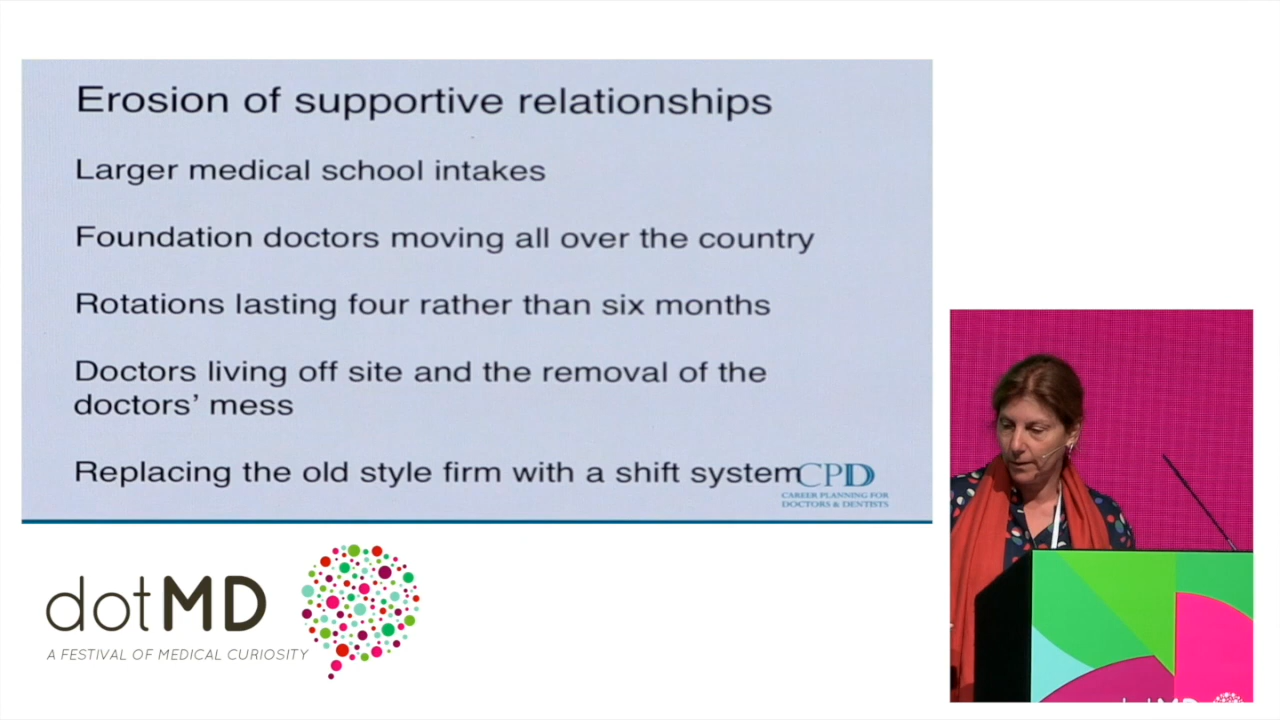 Erosion of supportive relationships
Larger medical school intakes
Foundation doctors moving all over the country
Rotations lasting four rather than six months
Doctors living off site and the removal of the
doctors’ mess
Replacing the old style firm with a shift system
CPD
CAREER PLANNING FOR
DOCTORS & DENTISTS
dotMD
A FESTIVAL OF MEDICAL CURIOSITY
dotMD